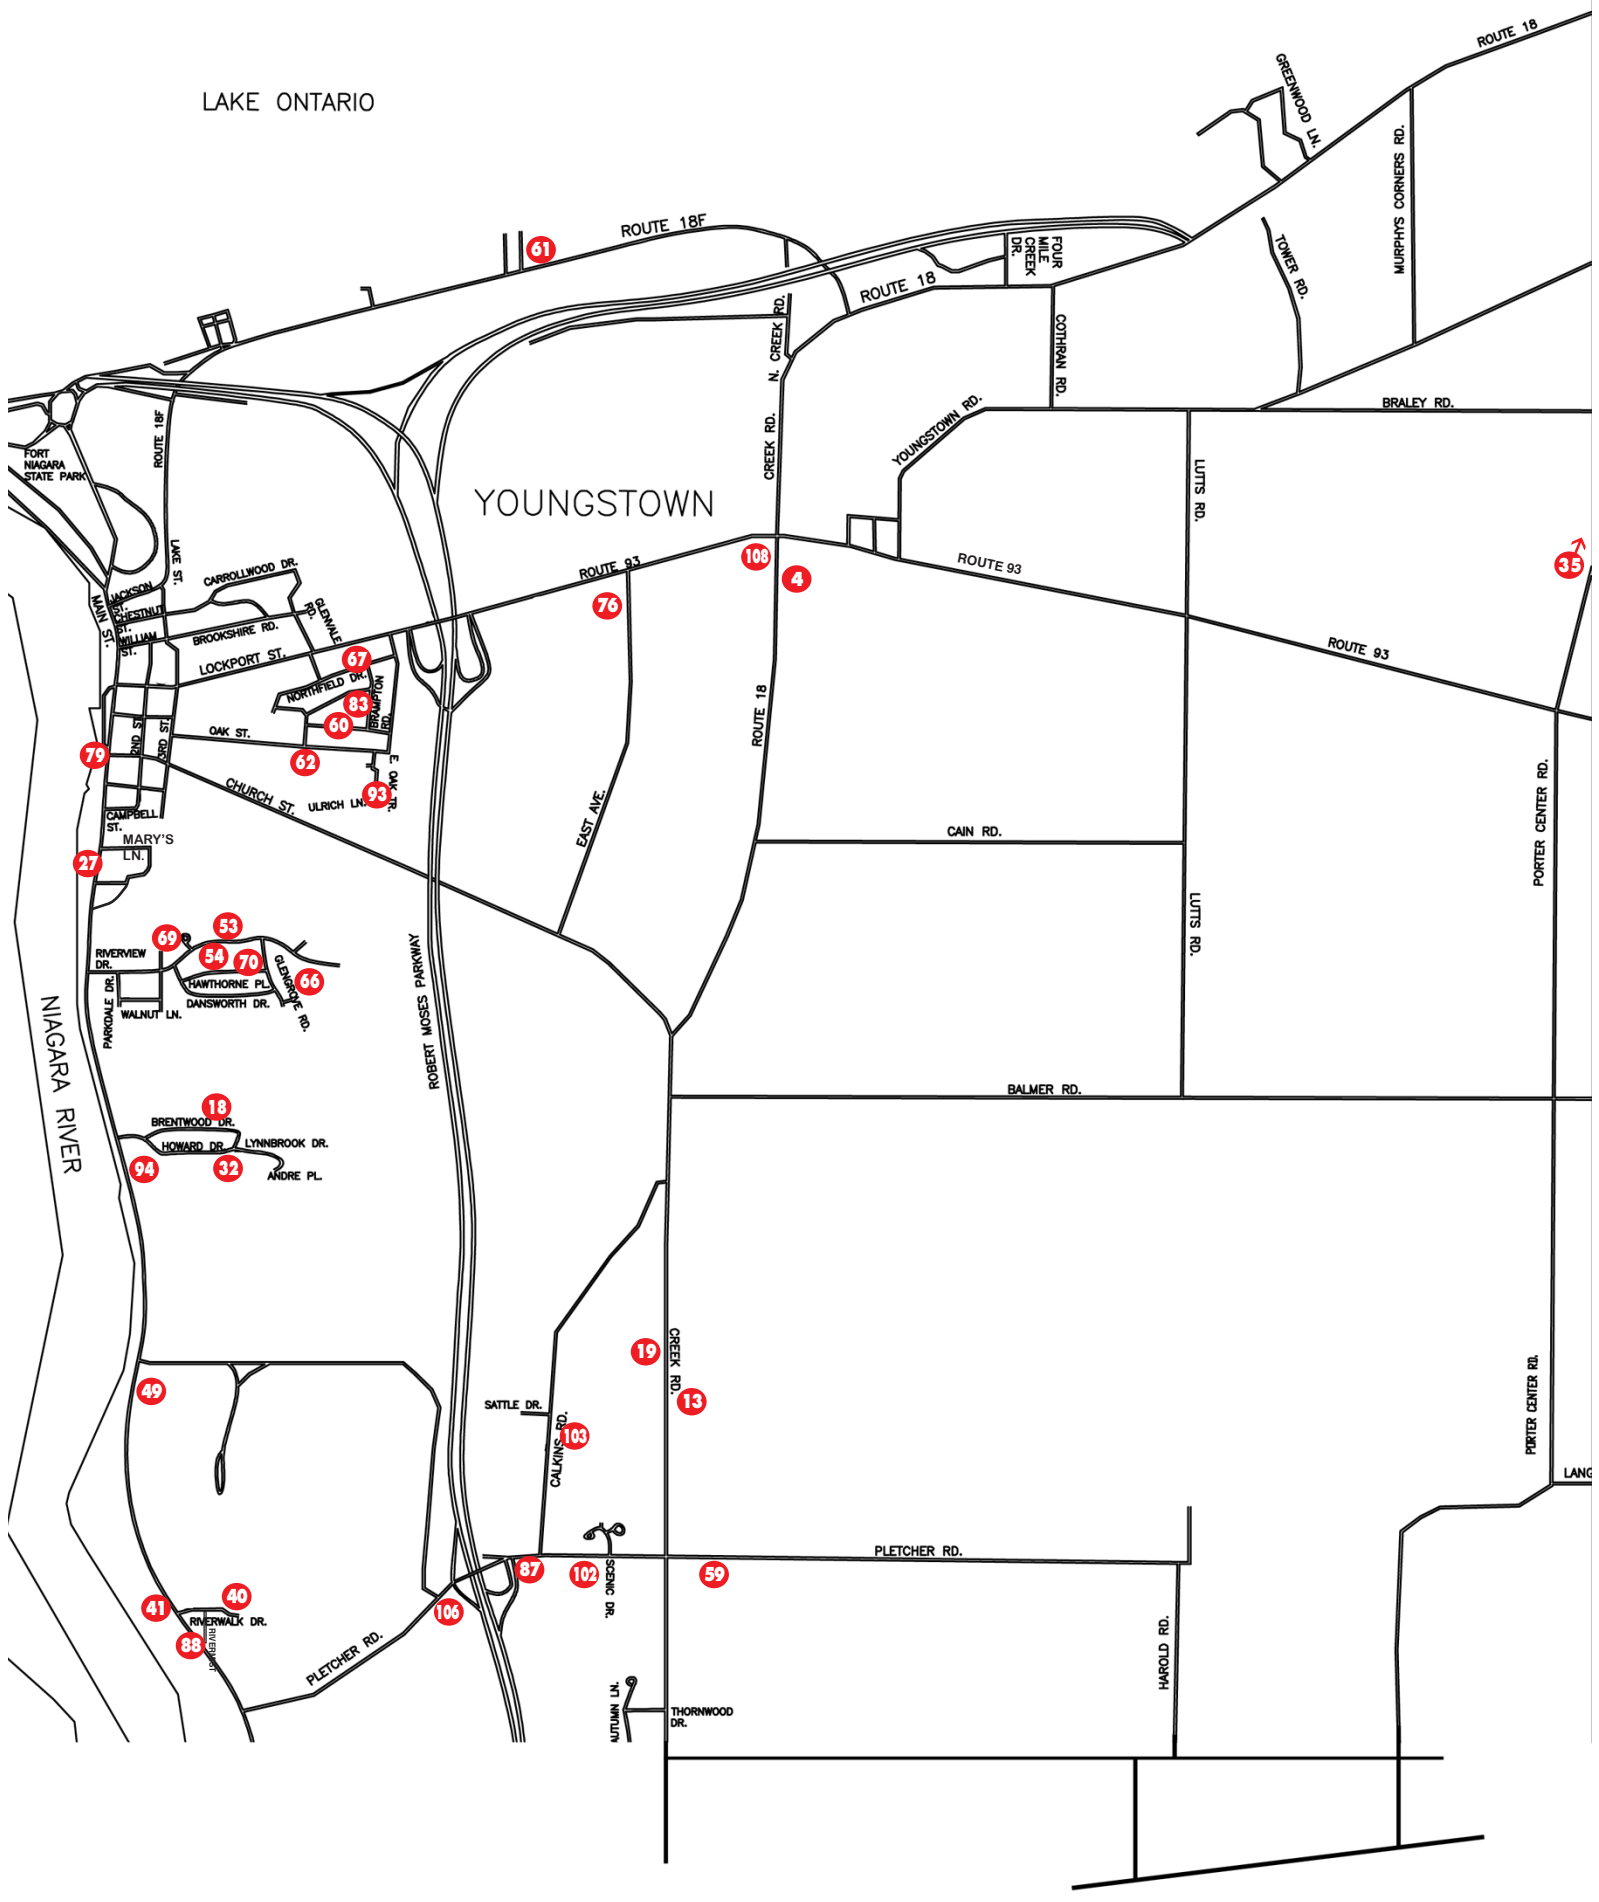 ROUTE 18
GREENWOOD LN.
LAKE ONTARIO
MURPHYS CORNERS RD.
ROUTE 18F
61
FOUR
MILE
CREEK
DR.
TOWER RD.
ROUTE 18
N. CREEK RD.
COTHRAN RD.
BRALEY RD.
YOUNGSTOWN RD.
ROUTE 18F
CREEK RD.
FORT
NIAGARA
STATE PARK
YOUNGSTOWN
LUTTS RD.
LAKE ST.
CARROLLWOOD DR.
ROUTE 93
108
4
ROUTE 93
35
JACKSON
ST.
CHESTNUT
ST.
WILLIAM
ST.
MAIN ST.
GLENVALE
RD.
76
BROOKSHIRE RD.
LOCKPORT ST.
67
ROUTE 93
NORTHFIELD DR.
83
BRAMPTON
RD.
60
ROUTE 18
2ND ST.
3RD ST.
OAK ST.
79
62
E. OAK TR.
93
ULRICH LN.
CHURCH ST.
CAMPBELL
ST.
EAST AVE.
PORTER CENTER RD.
MARY'S
LN.
CAIN RD.
27
LUTTS RD.
53
69
54
70
66
RIVERVIEW
DR.
HAWTHORNE PL.
DANSWORTH DR.
GLENGROVE RD.
PARKDALE DR.
WALNUT LN.
ROBERT MOSES PARKWAY
NIAGARA RIVER
BALMER RD.
18
BRENTWOOD DR.
HOWARD DR.
LYNNBROOK DR.
94
32
ANDRE PL.
19
CREEK RD.
13
49
SATTLE DR.
CALKINS RD.
103
PORTER CENTER RD.
LANG
PLETCHER RD.
87
102
59
SCENIC DR.
41
40
106
RIVERWALK DR.
88
PLETCHER RD.
HAROLD RD.
AUTUMN LN.
THORNWOOD
DR.